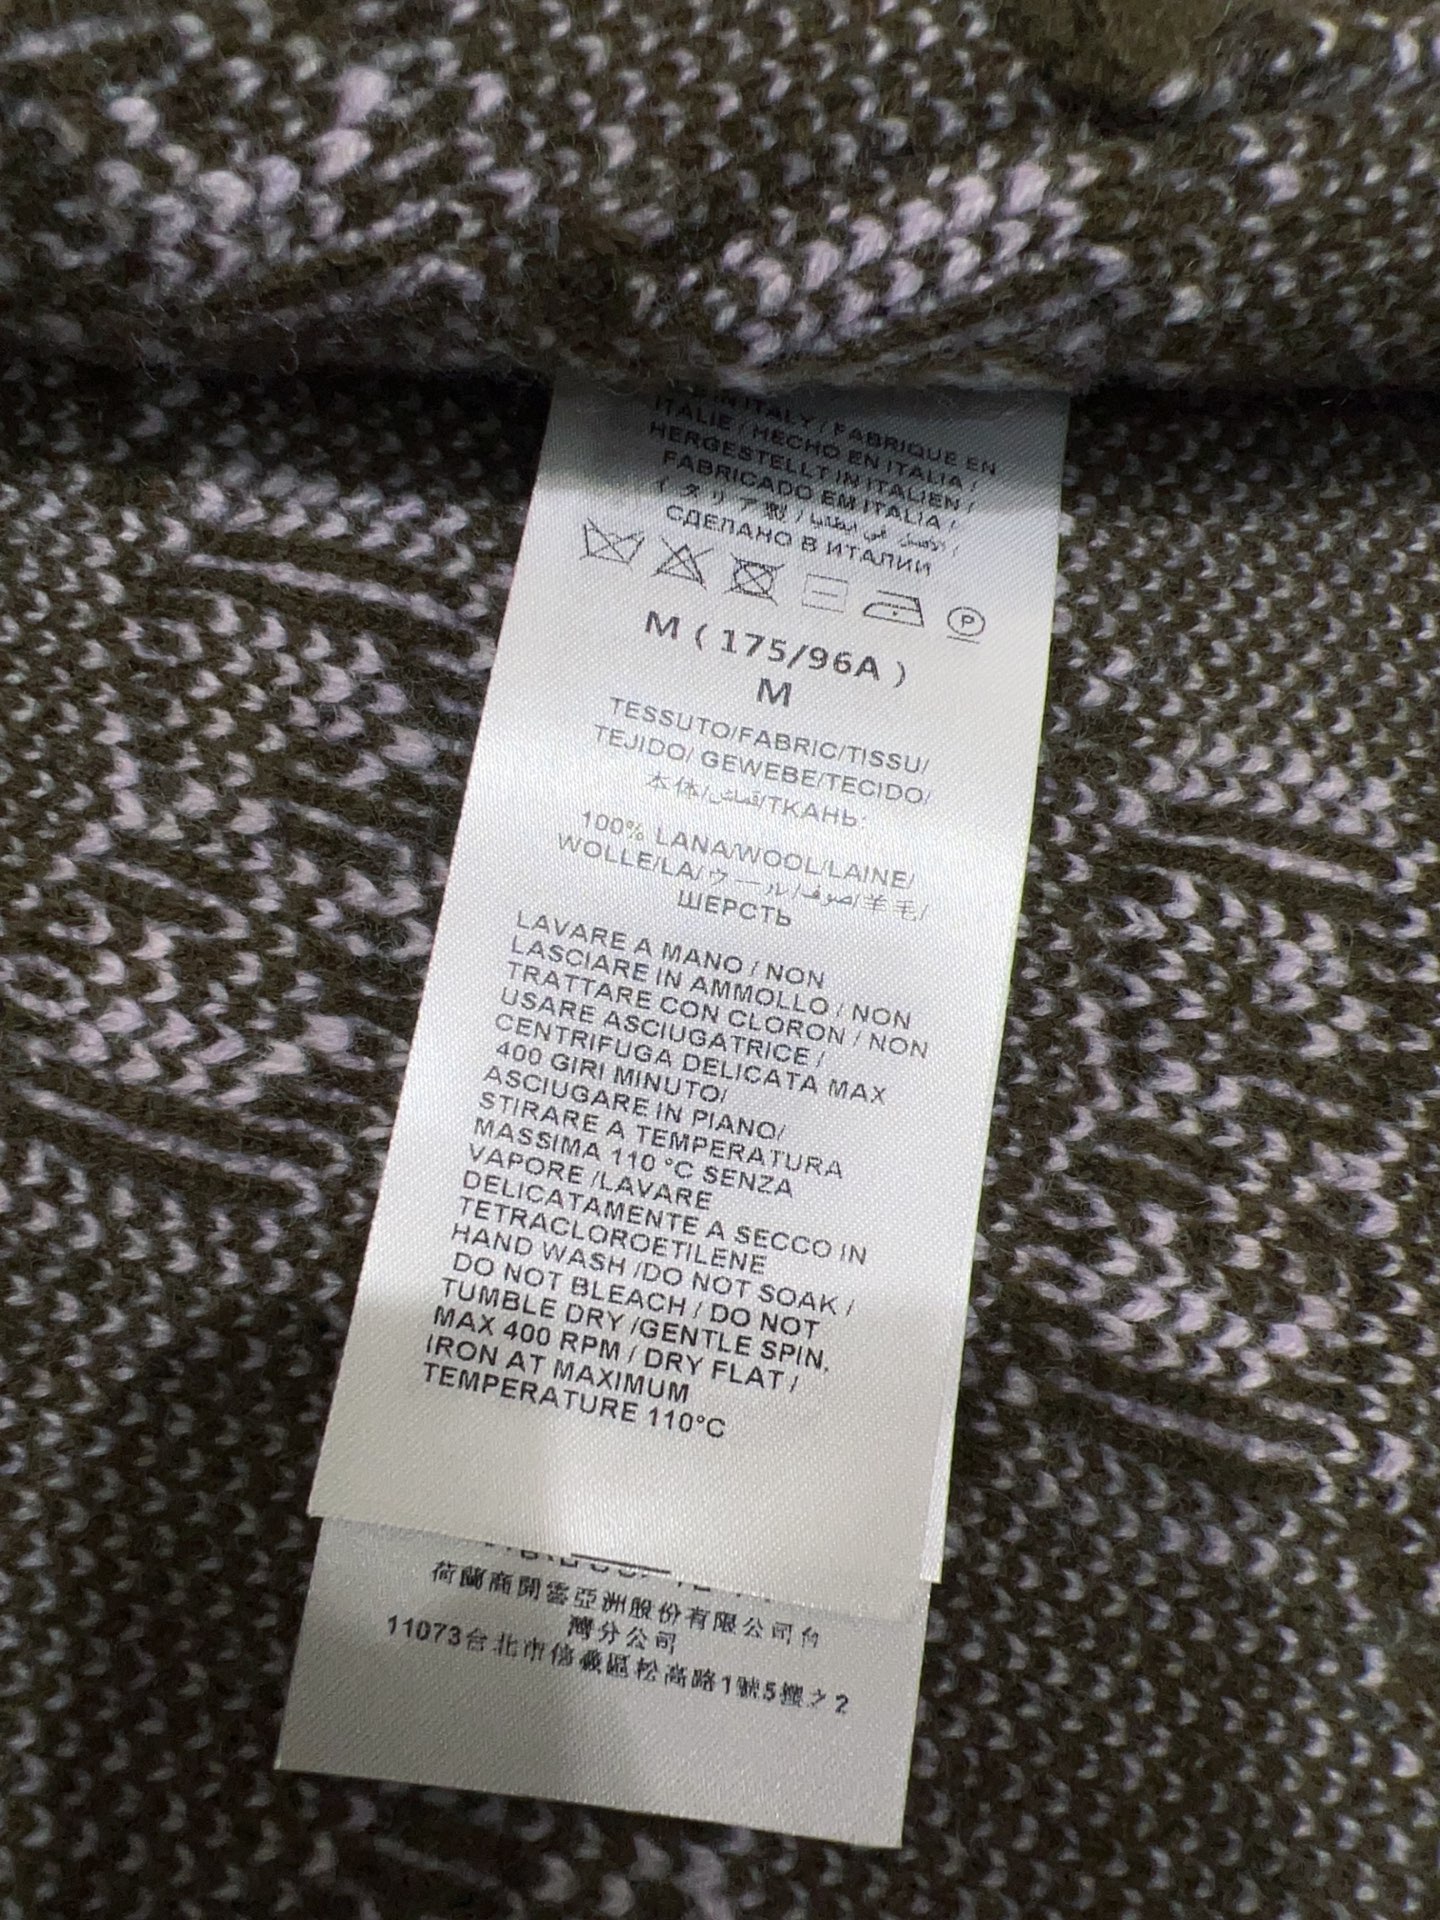 IN ITALY / FABRIQUE EN
ITALIE / HECHO EN ITALIA /
HERGESTELLT IN ITALIEN /
FABRICADO EM ITALIA /
イタリア製 /
СДЕЛАНО В ИТАЛИИ
P
M ( 175/96A )
M
TESSUTO/FABRIC/TISSU/
TEJIDO/ GEWEBE/TECIDO/
本体/قماش/ТКАНЬ:
100% LANA/WOOL/LAINE/
WOLLE/LA/ウール/صوف/羊毛/
ШЕРСТЬ
LAVARE A MANO / NON
LASCIARE IN AMMOLLO / NON
TRATTARE CON CLORON / NON
USARE ASCIUGATRICE /
CENTRIFUGA DELICATA MAX
400 GIRI MINUTO/
ASCIUGARE IN PIANO/
STIRARE A TEMPERATURA
MASSIMA 110 °C SENZA
VAPORE /LAVARE
DELICATAMENTE A SECCO IN
TETRACLOROETILENE
HAND WASH /DO NOT SOAK /
DO NOT BLEACH / DO NOT
TUMBLE DRY /GENTLE SPIN.
MAX 400 RPM / DRY FLAT /
IRON AT MAXIMUM
TEMPERATURE 110°C
荷蘭商開雲亞洲股份有限公司台
灣分公司
11073台北市信義區松高路1號5樓之2